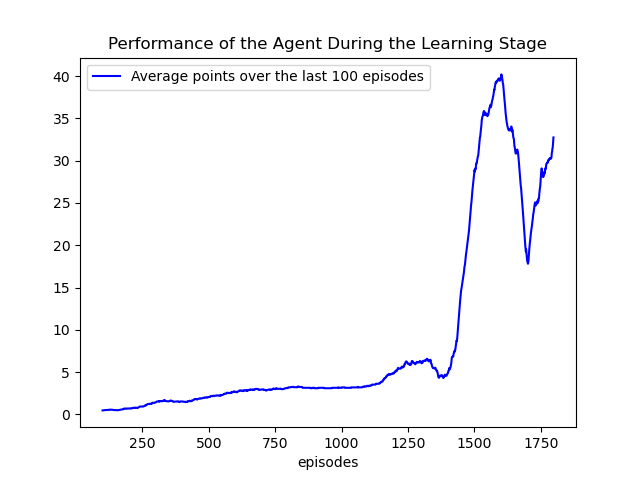 Performance of the Agent During the Learning Stage
Average points over the last 100 episodes
40
35
30
25
20
15
10
5
0
250 500 750 1000 1250 1500 1750
episodes